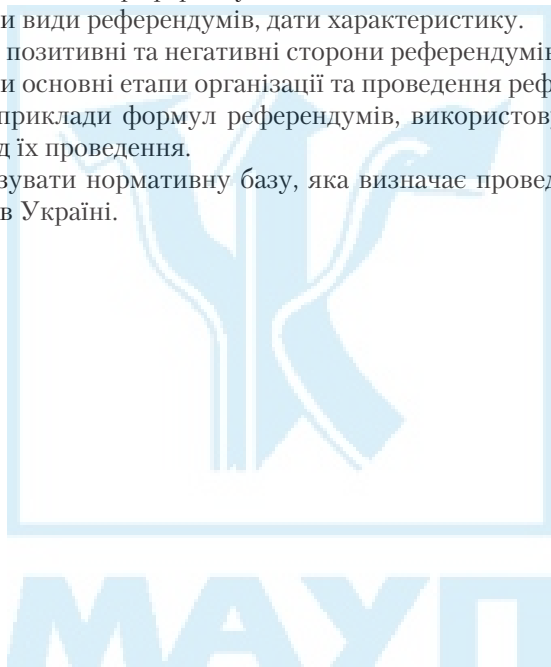 и види референдумів, дати характеристику.
позитивні та негативні сторони референдумів
и основні етапи організації та проведення реф
приклади формул референдумів, використов
д їх проведення.
зувати нормативну базу, яка визначає провед
в Україні.
МАУП